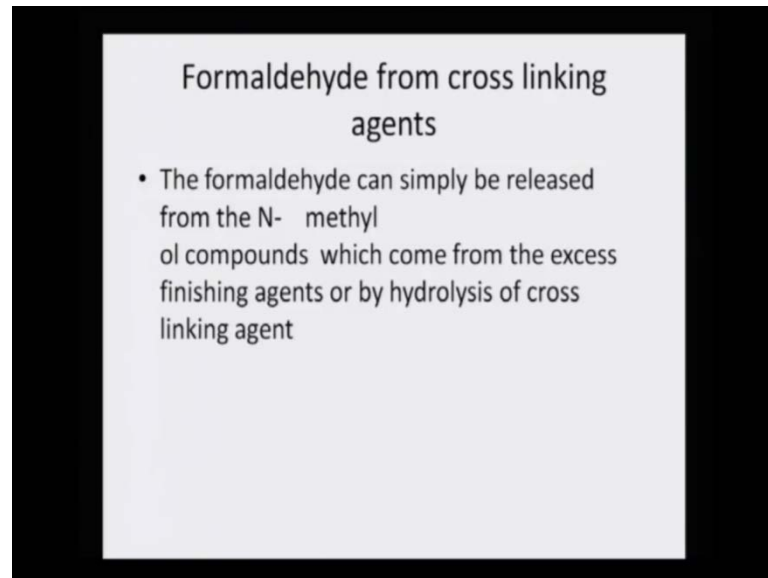 Formaldehyde from cross linking
agents
• The formaldehyde can simply be released
from the N- methyl
ol compounds which come from the excess
finishing agents or by hydrolysis of cross
linking agent